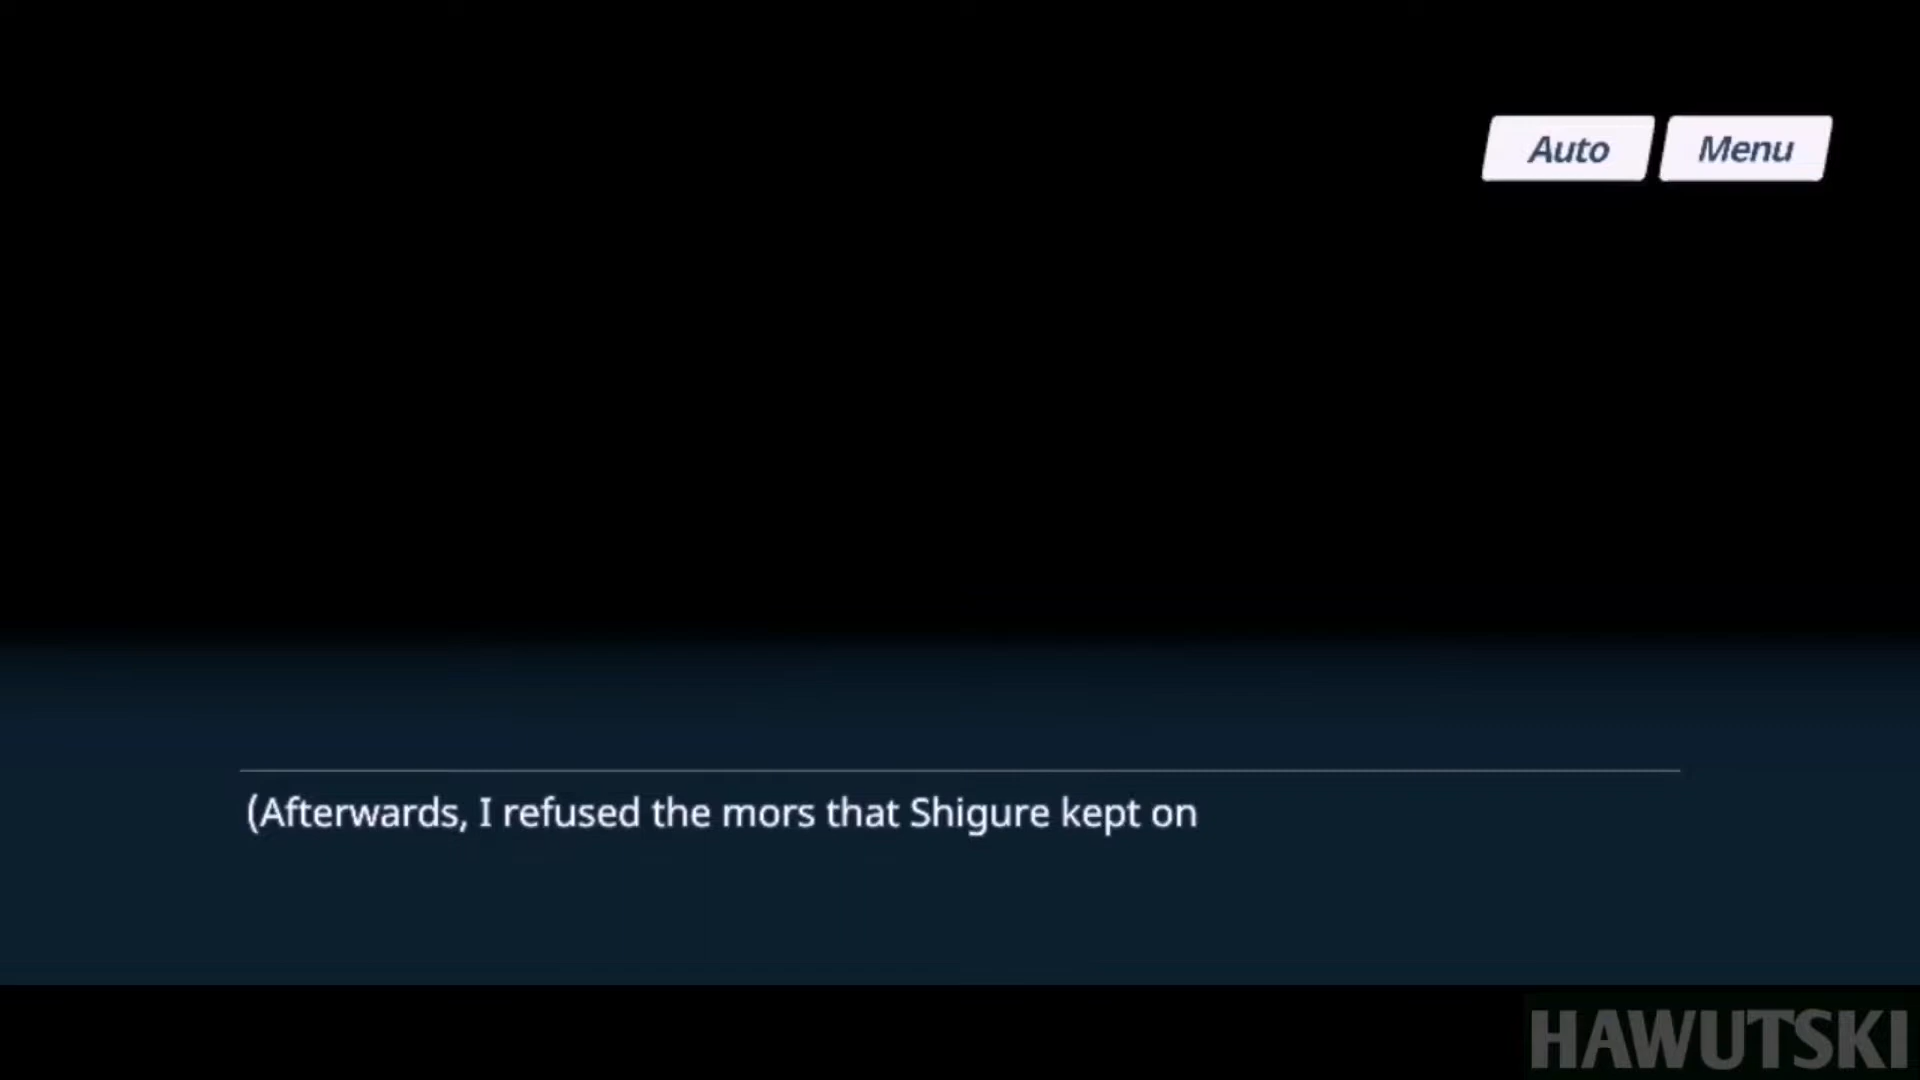 Auto
Menu
(Afterwards, I refused the mors that Shigure kept on
HAWUTSKI